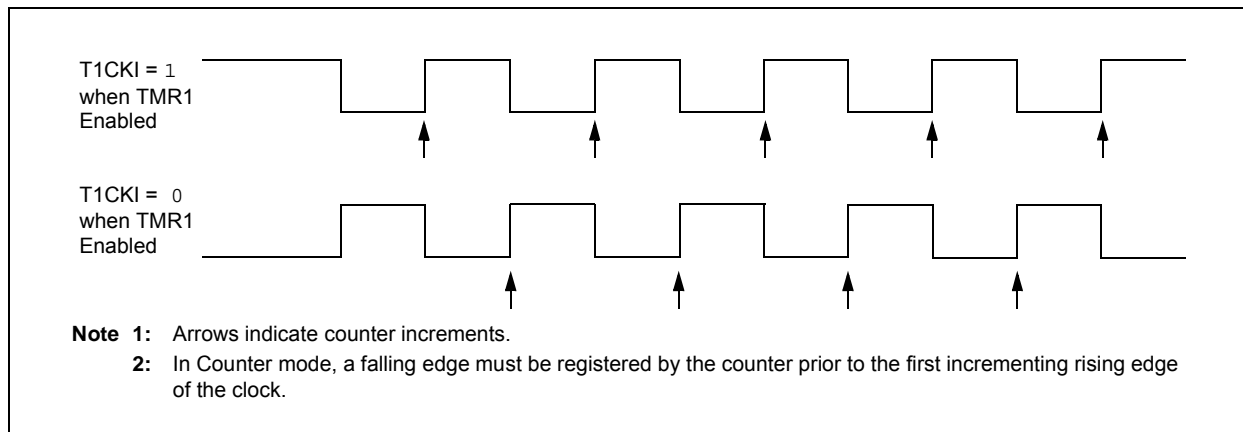 T1CKI = 1
when TMR1
Enabled
T1CKI = 0
when TMR1
Enabled
Note 1: Arrows indicate counter increments.
2: In Counter mode, a falling edge must be registered by the counter prior to the first incrementing rising edge
of the clock.